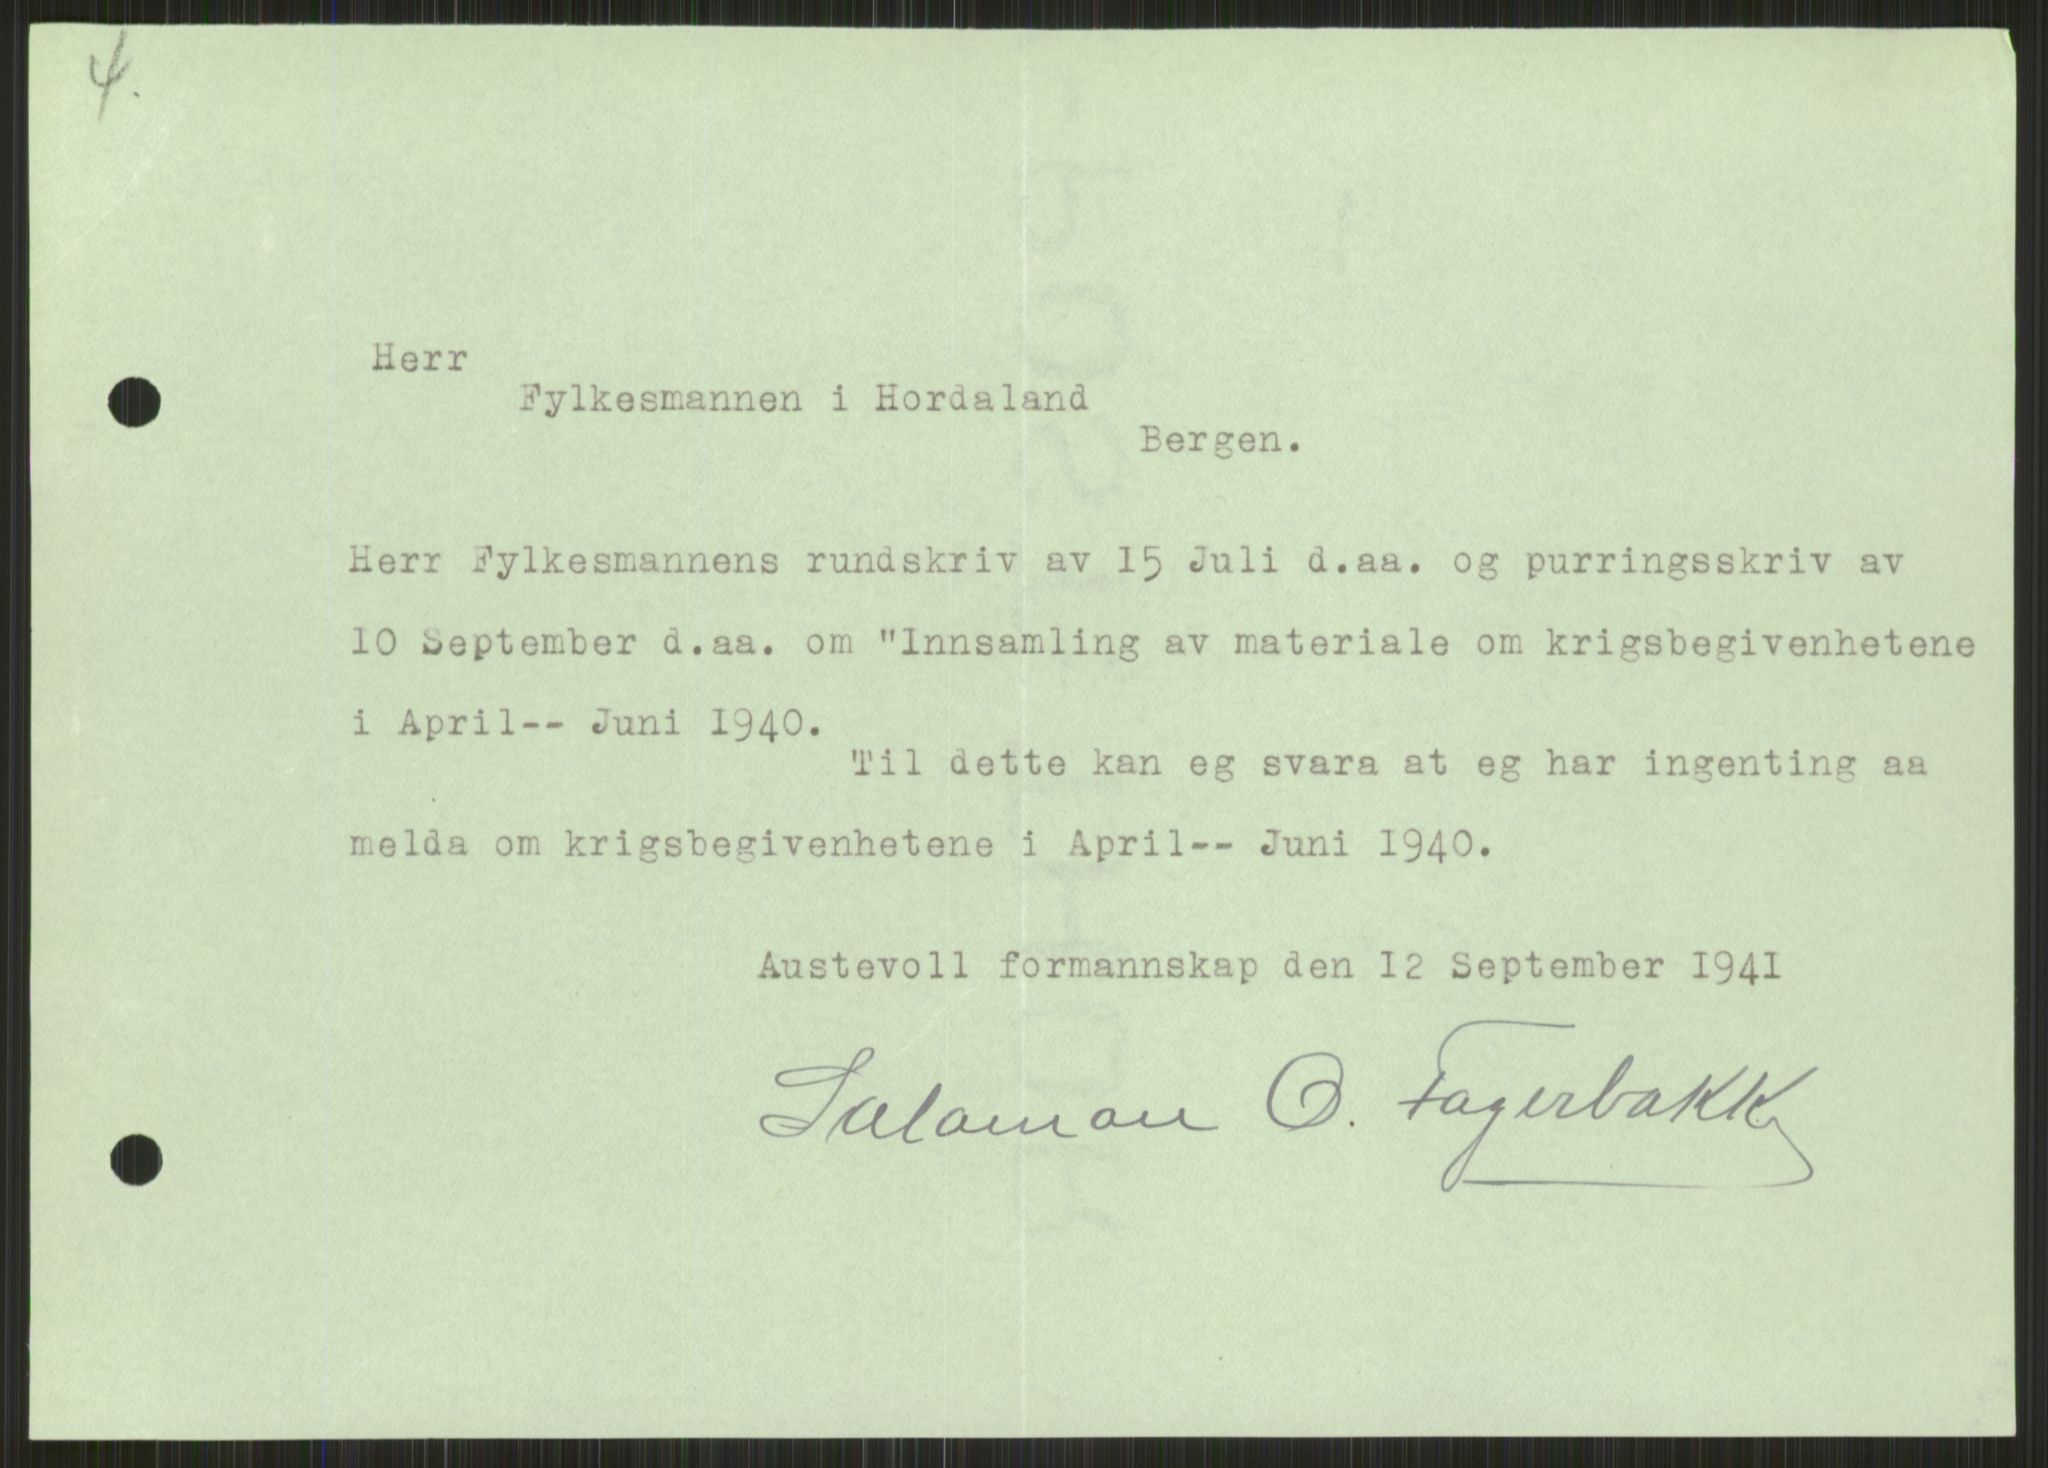 4.
Herr
Fylkesmannen i Hordaland
Bergen.
Herr Fylkesmannens rundskriv av 15 Juli d.aa. og purringsskriv av
10 September d.aa. om "Innsamling av materiale om krigsbegivenhetene
i April-- Juni 1940.
Til dette kan eg svara at eg har ingenting aa
melda om krigsbegivenhetene i April-- Juni 1940.
Austevoll formannskap den 12 September 1941
Salamon O. Fagerbakk